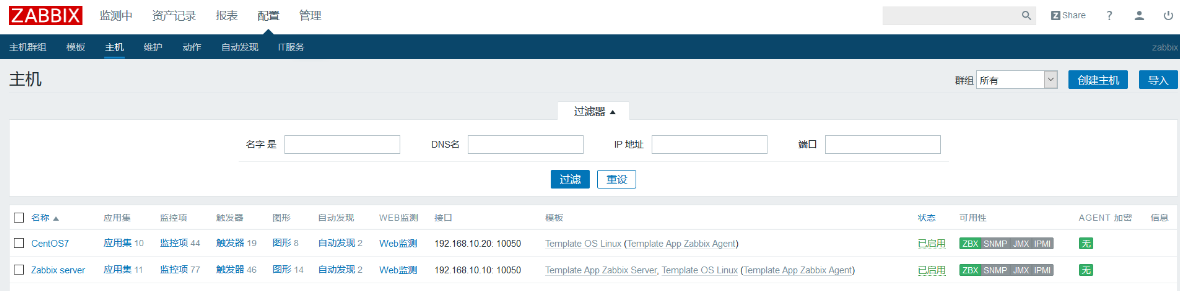 ZABBIX 监测中 资产记录 报表 配置 管理 Z Share ?
主机群组 模板 主机 维护 动作 自动发现 IT服务 zabbix
主机 群组 所有 创建主机 导入
过滤器 ▲
名字 是 DNS名 IP 地址 端口
过滤 重设
名称 ▲ 应用集 监控项 触发器 图形 自动发现 WEB监测 接口 模板 状态 可用性 AGENT 加密 信息
CentOS7 应用集 10 监控项 44 触发器 19 图形 8 自动发现 2 Web监测 192.168.10.20: 10050 Template OS Linux (Template App Zabbix Agent) 已启用 ZBX SNMP JMX IPMI 无
Zabbix server 应用集 11 监控项 77 触发器 46 图形 14 自动发现 2 Web监测 192.168.10.10: 10050 Template App Zabbix Server, Template OS Linux (Template App Zabbix Agent) 已启用 ZBX SNMP JMX IPMI 无